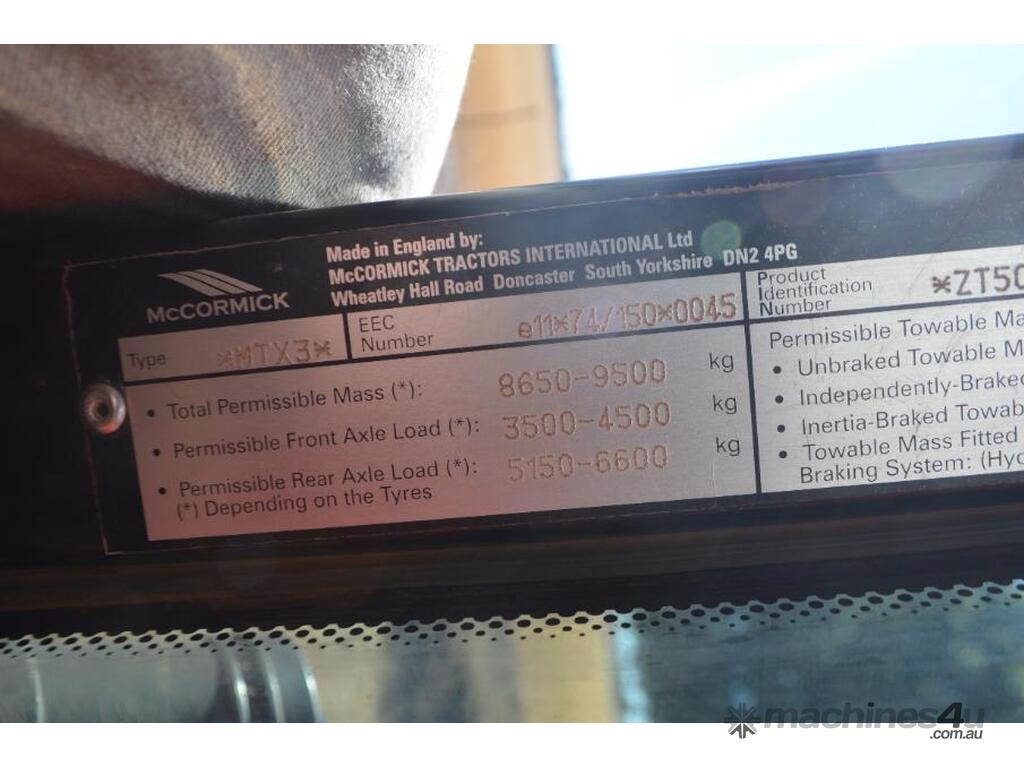 McCORMICK
Made in England by:
McCORMICK TRACTORS INTERNATIONAL Ltd
Wheatley Hall Road Doncaster South Yorkshire DN2 4PG
Type *MTX3*
EEC
Number
e11*74/150*0045
Product
Identification
Number
*ZT50
• Total Permissible Mass (*): 8650-9500 kg
• Permissible Front Axle Load (*): 3500-4500 kg
• Permissible Rear Axle Load (*): 5150-6600 kg
(*) Depending on the Tyres
Permissible Towable Ma
• Unbraked Towable M
• Independently-Braked
• Inertia-Braked Towab
• Towable Mass Fitted
Braking System: (Hyd
machines4u
.com.au